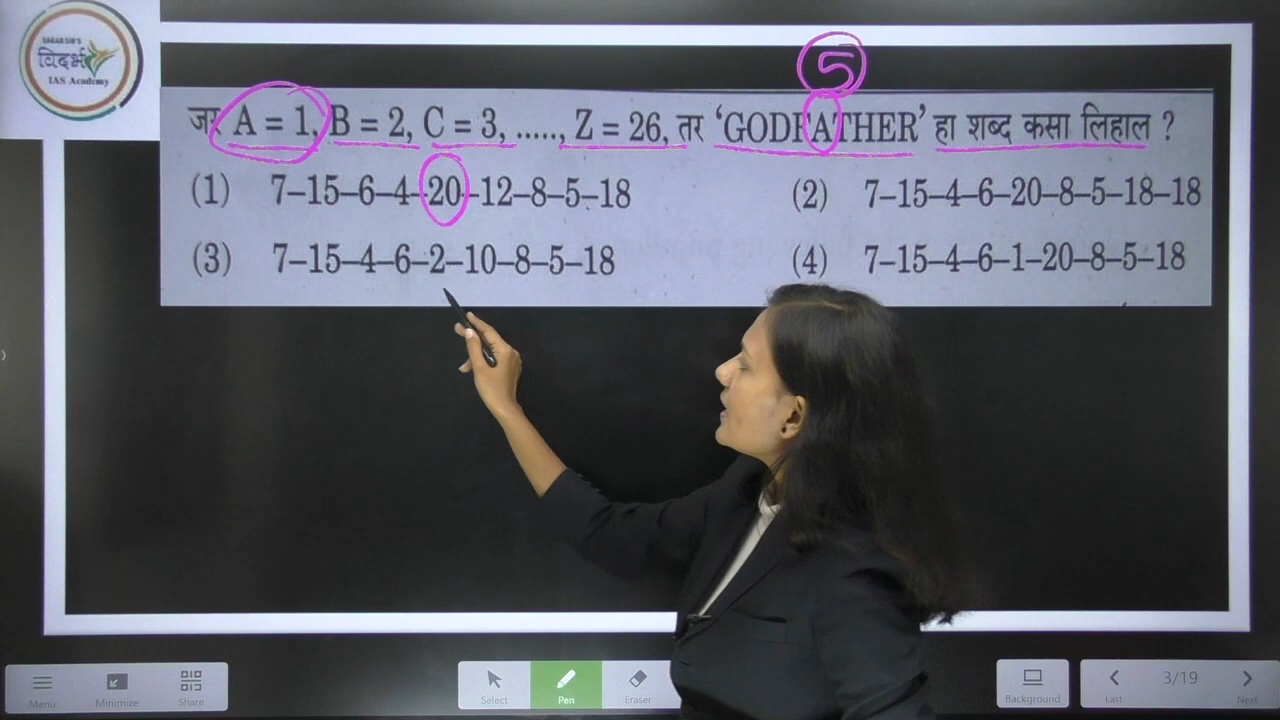 SAGAR SIR'S
विदर्भ
IAS Academy
5
जर A = 1, B = 2, C = 3, ....., Z = 26, तर 'GODFATHER' हा शब्द कसा लिहाल ?
(1) 7–15–6–4–20–12–8–5–18 (2) 7–15–4–6–20–8–5–18–18
(3) 7–15–4–6–2–10–8–5–18 (4) 7–15–4–6–1–20–8–5–18
Menu Minimize Share Select Pen Eraser Background Last 3/19 Next